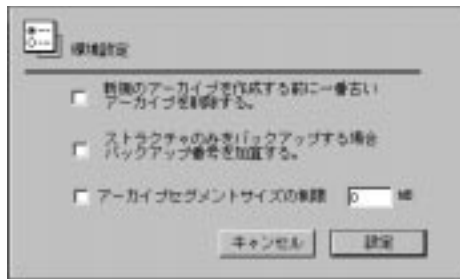 環境設定
新規のアーカイブを作成する前に一番古い
アーカイブを削除する。
ストラクチャのみをバックアップする場合
バックアップ番号を加算する。
アーカイブセグメントサイズの制限 0 MB
キャンセル 設定